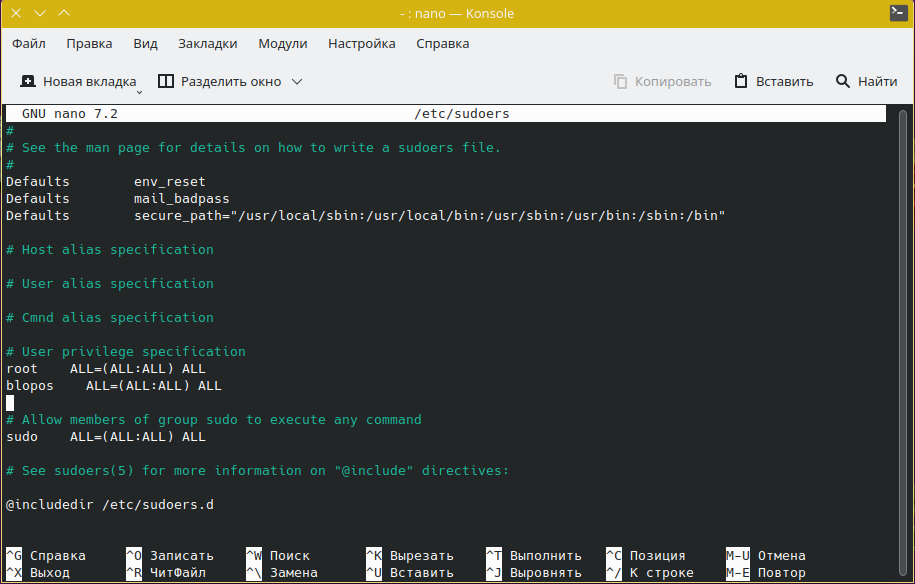 - : nano — Konsole
Файл Правка Вид Закладки Модули Настройка Справка
Новая вкладка Разделить окно Копировать Вставить Найти
GNU nano 7.2 /etc/sudoers
#
# See the man page for details on how to write a sudoers file.
#
Defaults env_reset
Defaults mail_badpass
Defaults secure_path="/usr/local/sbin:/usr/local/bin:/usr/sbin:/usr/bin:/sbin:/bin"
# Host alias specification
# User alias specification
# Cmnd alias specification
# User privilege specification
root ALL=(ALL:ALL) ALL
blopos ALL=(ALL:ALL) ALL
# Allow members of group sudo to execute any command
sudo ALL=(ALL:ALL) ALL
# See sudoers(5) for more information on "@include" directives:
@includedir /etc/sudoers.d
^G Справка ^O Записать ^W Поиск ^K Вырезать ^T Выполнить ^C Позиция M-U Отмена
^X Выход ^R ЧитФайл ^\ Замена ^U Вставить ^J Выровнять ^/ К строке M-E Повтор